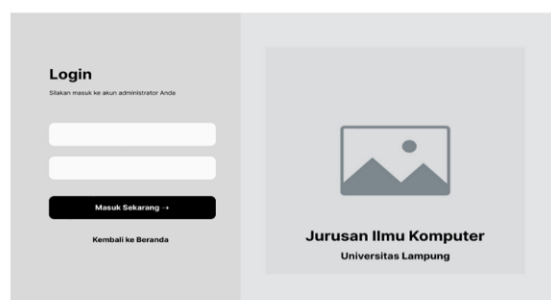 Login
Silakan masuk ke akun administrator Anda
Masuk Sekarang →
Kembali ke Beranda
Jurusan Ilmu Komputer
Universitas Lampung